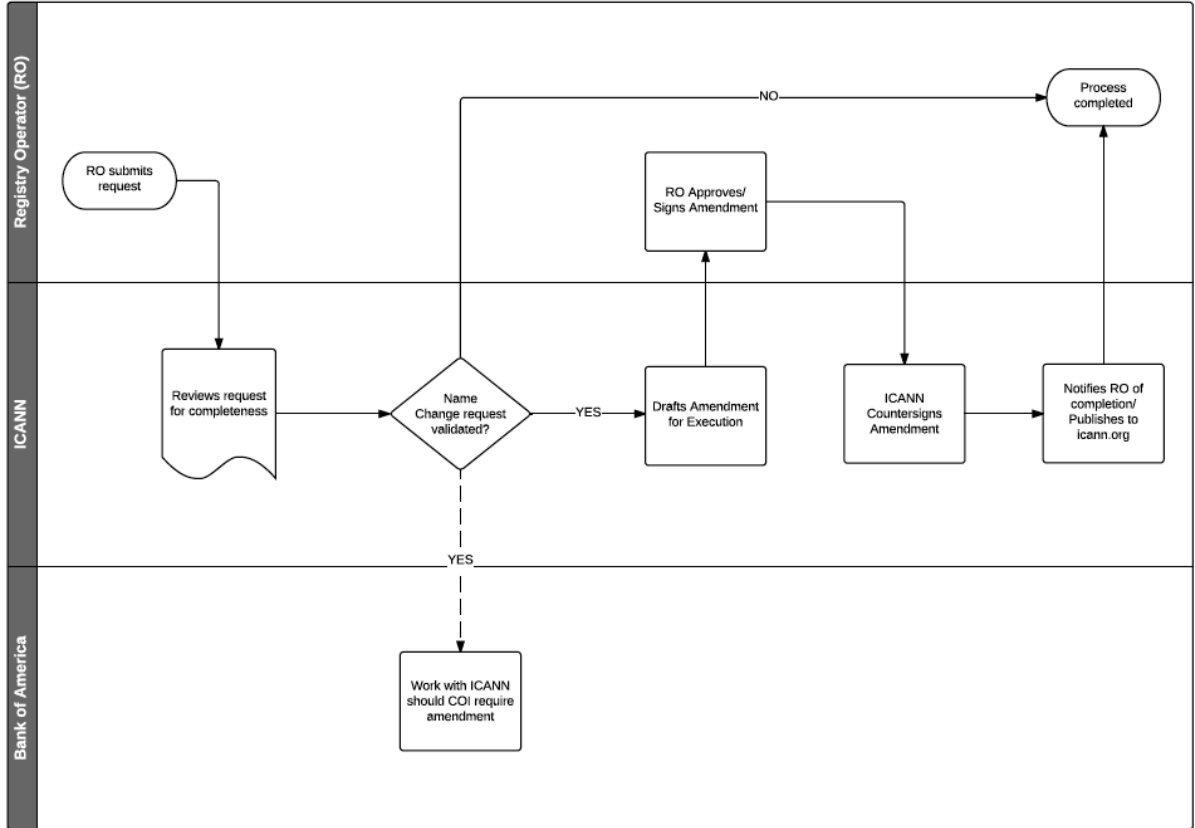 Registry Operator (RO)
RO submits
request
NO
Process
completed
RO Approves/
Signs Amendment
ICANN
Reviews request
for completeness
Name
Change request
validated?
YES
Drafts Amendment
for Execution
ICANN
Countersigns
Amendment
Notifies RO of
completion/
Publishes to
icann.org
YES
Bank of America
Work with ICANN
should COI require
amendment